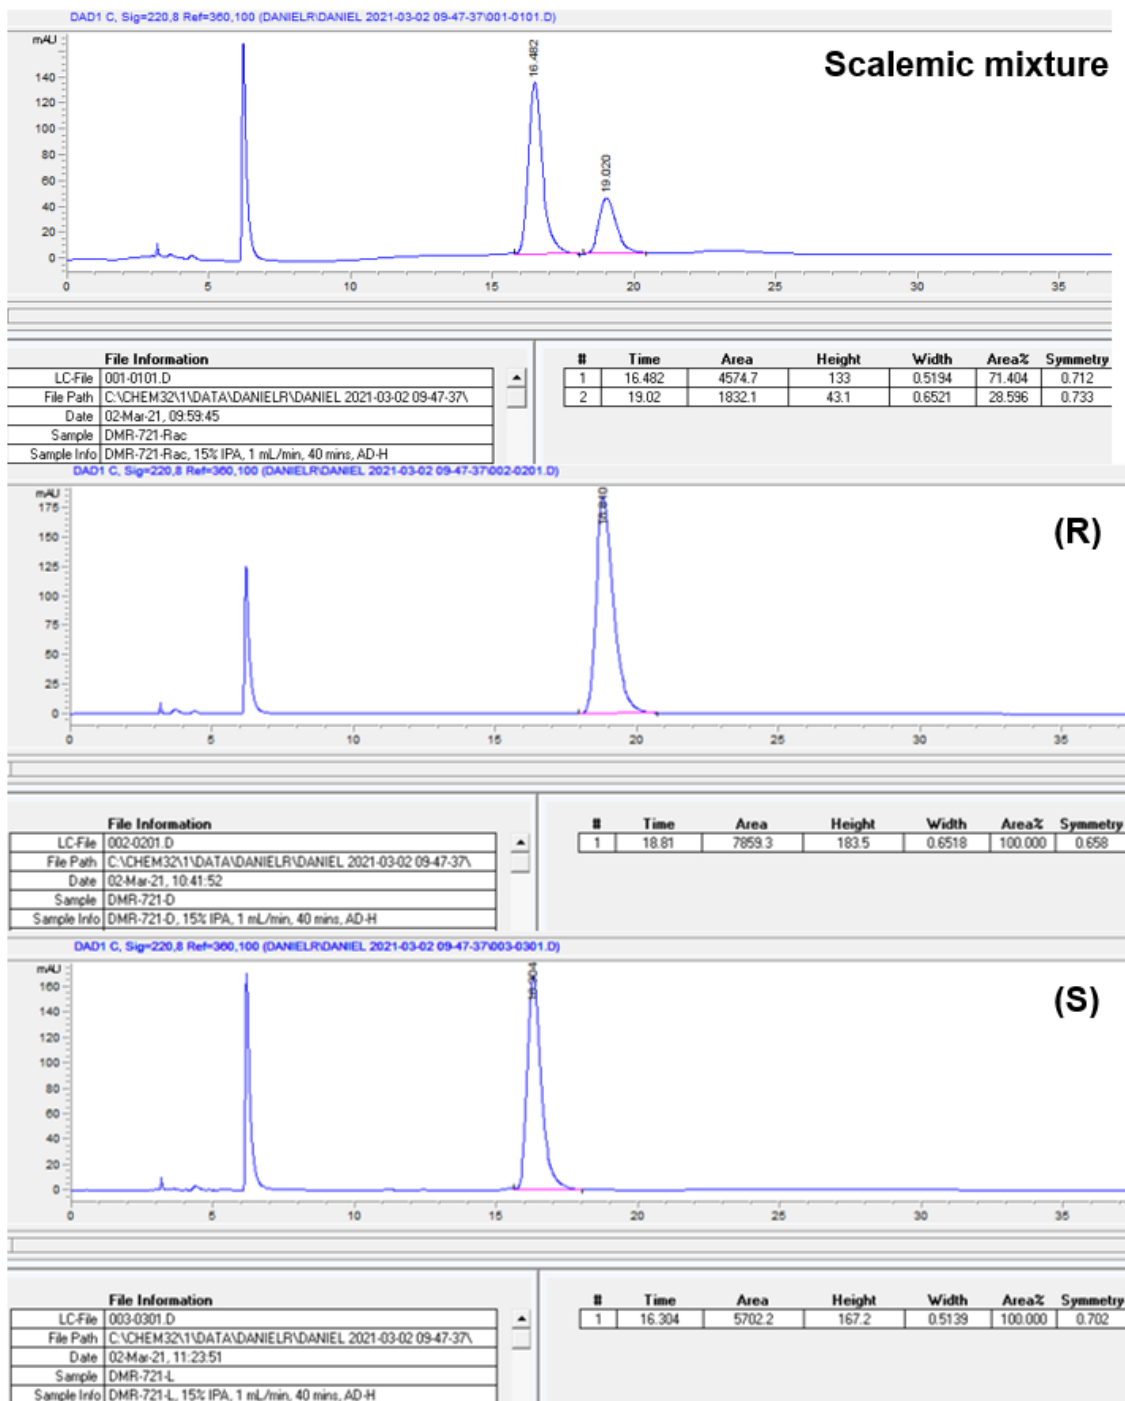 DAD1 C, Sig=220,8 Ref=360,100 (DANIELR\DANIEL 2021-03-02 09-47-37\001-0101.D)
mAU
Scalemic mixture
16.482
19.020
140
120
100
80
60
40
20
0
0 5 10 15 20 25 30 35
File Information
LC-File 001-0101.D
File Path C:\CHEM32\1\DATA\DANIELR\DANIEL 2021-03-02 09-47-37\
Date 02-Mar-21, 09:59:45
Sample DMR-721-Rac
Sample Info DMR-721-Rac, 15% IPA, 1 mL/min, 40 mins, AD-H
# Time Area Height Width Area% Symmetry
1 16.482 4574.7 133 0.5194 71.404 0.712
2 19.02 1832.1 43.1 0.6521 28.596 0.733
DAD1 C, Sig=220,8 Ref=360,100 (DANIELR\DANIEL 2021-03-02 09-47-37\002-0201.D)
mAU
(R)
18.810
175
150
125
100
75
50
25
0
0 5 10 15 20 25 30 35
File Information
LC-File 002-0201.D
File Path C:\CHEM32\1\DATA\DANIELR\DANIEL 2021-03-02 09-47-37\
Date 02-Mar-21, 10:41:52
Sample DMR-721-D
Sample Info DMR-721-D, 15% IPA, 1 mL/min, 40 mins, AD-H
# Time Area Height Width Area% Symmetry
1 18.81 7859.3 183.5 0.6518 100.000 0.658
DAD1 C, Sig=220,8 Ref=360,100 (DANIELR\DANIEL 2021-03-02 09-47-37\003-0301.D)
mAU
(S)
16.304
160
140
120
100
80
60
40
20
0
0 5 10 15 20 25 30 35
File Information
LC-File 003-0301.D
File Path C:\CHEM32\1\DATA\DANIELR\DANIEL 2021-03-02 09-47-37\
Date 02-Mar-21, 11:23:51
Sample DMR-721-L
Sample Info DMR-721-L, 15% IPA, 1 mL/min, 40 mins, AD-H
# Time Area Height Width Area% Symmetry
1 16.304 5702.2 167.2 0.5139 100.000 0.702